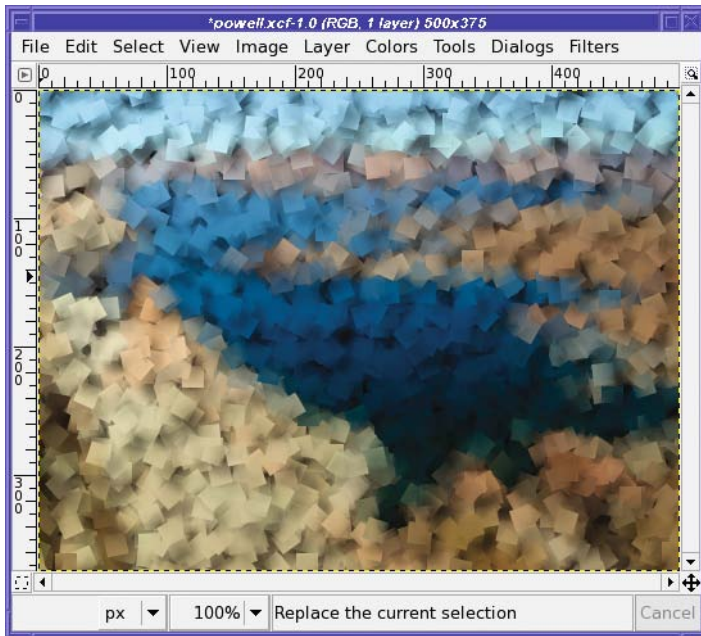 *powell.xcf-1.0 (RGB, 1 layer) 500x375
File Edit Select View Image Layer Colors Tools Dialogs Filters
0 100 200 300 400
0
100
200
300
px 100% Replace the current selection Cancel